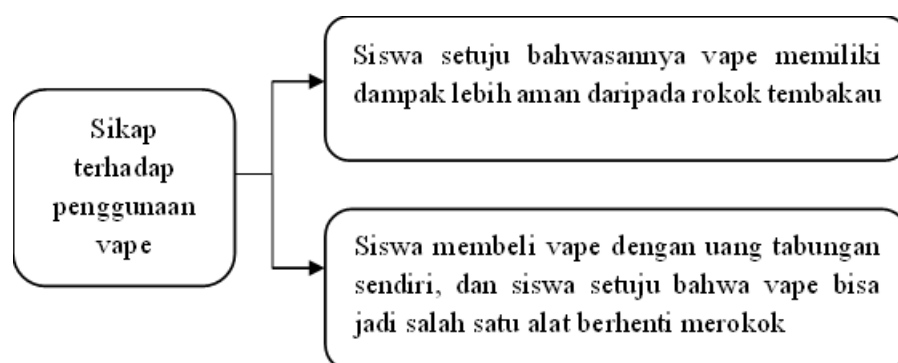 Sikap
terhadap
penggunaan
vape
Siswa setuju bahwasannya vape memiliki
dampak lebih aman daripada rokok tembakau
Siswa membeli vape dengan uang tabungan
sendiri, dan siswa setuju bahwa vape bisa
jadi salah satu alat berhenti merokok